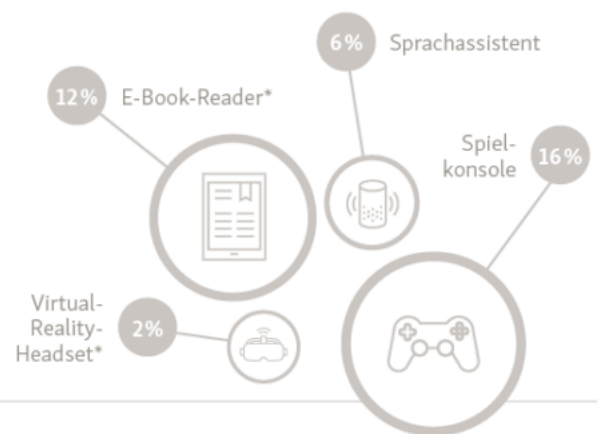 6%
Sprachassistent
12%
E-Book-Reader*
Spiel-
konsole
16%
Virtual-
Reality-
Headset*
2%